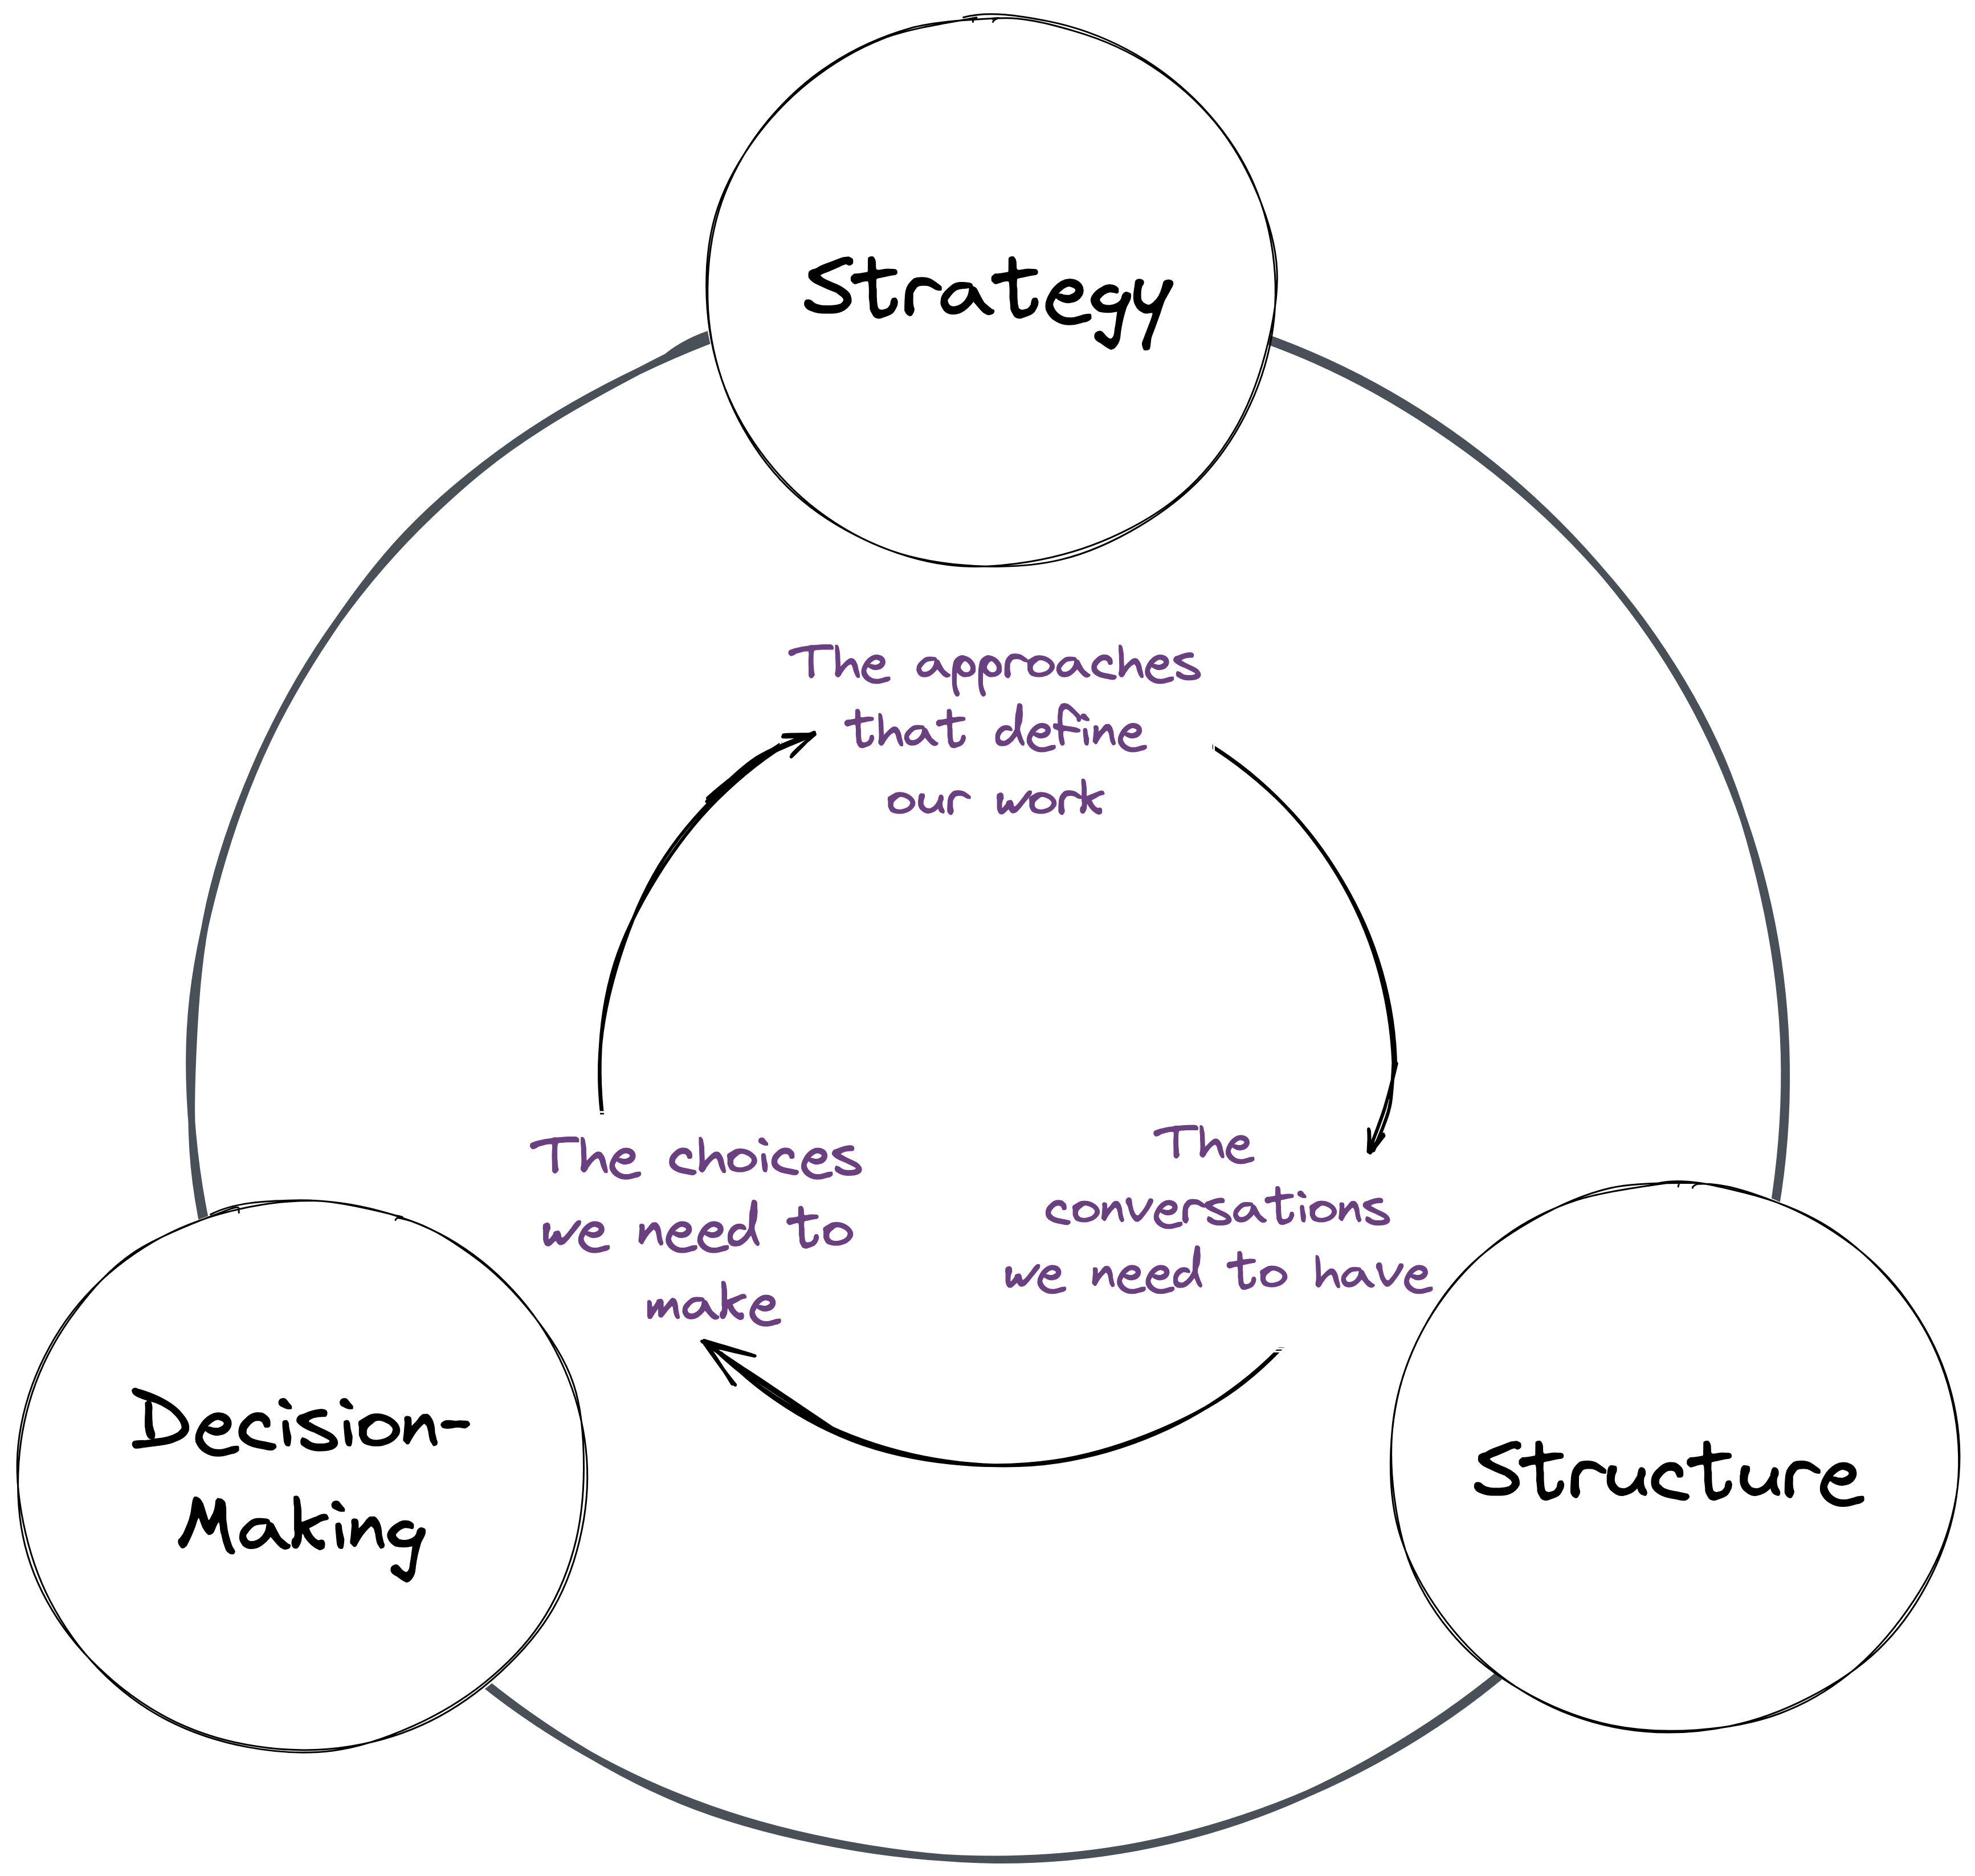 Strategy
The approaches
that define
our work
The choices
we need to
make
The
conversations
we need to have
Decision-
Making
Structure